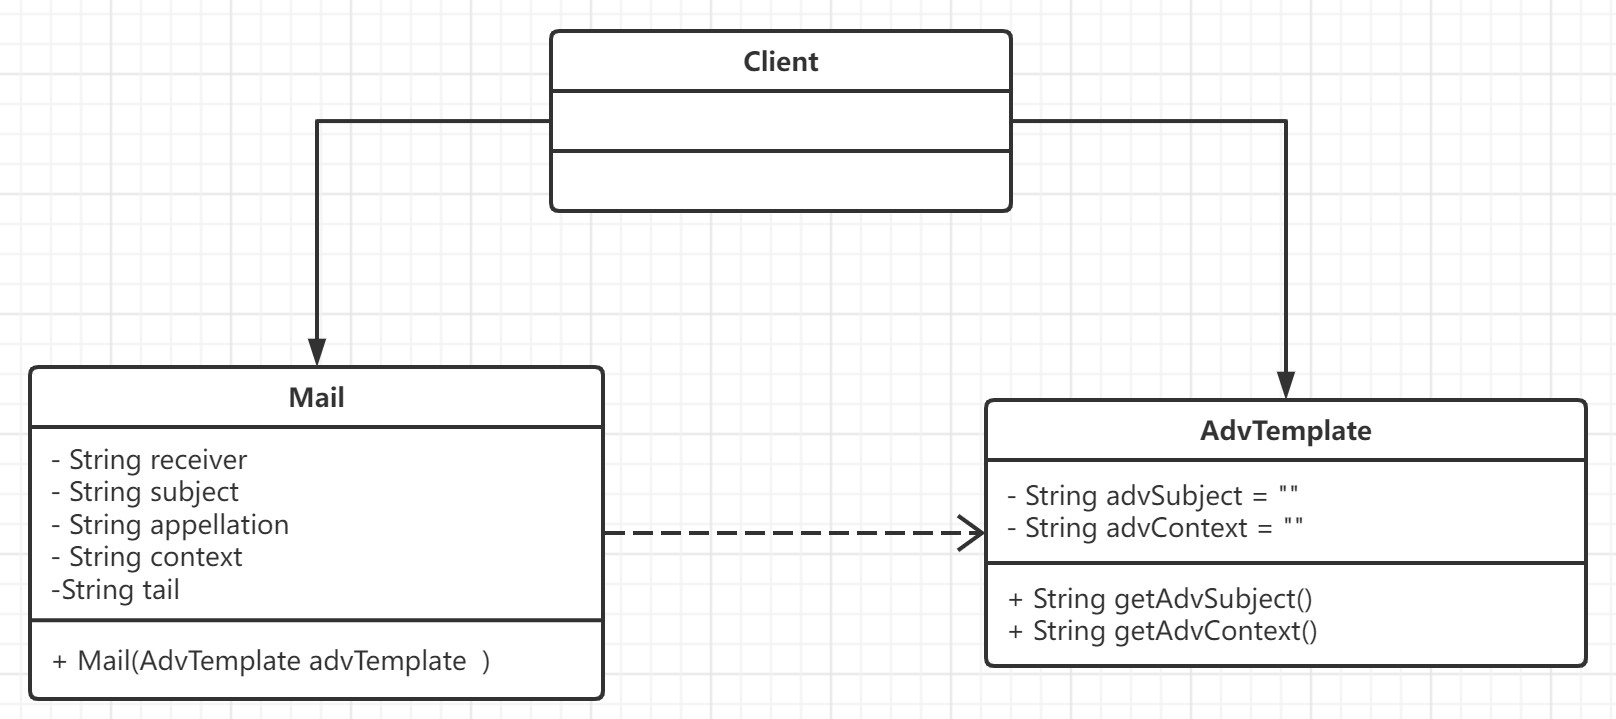 Client
Mail
- String receiver
- String subject
- String appellation
- String context
-String tail
+ Mail(AdvTemplate advTemplate  )
AdvTemplate
- String advSubject = ""
- String advContext = ""
+ String getAdvSubject()
+ String getAdvContext()